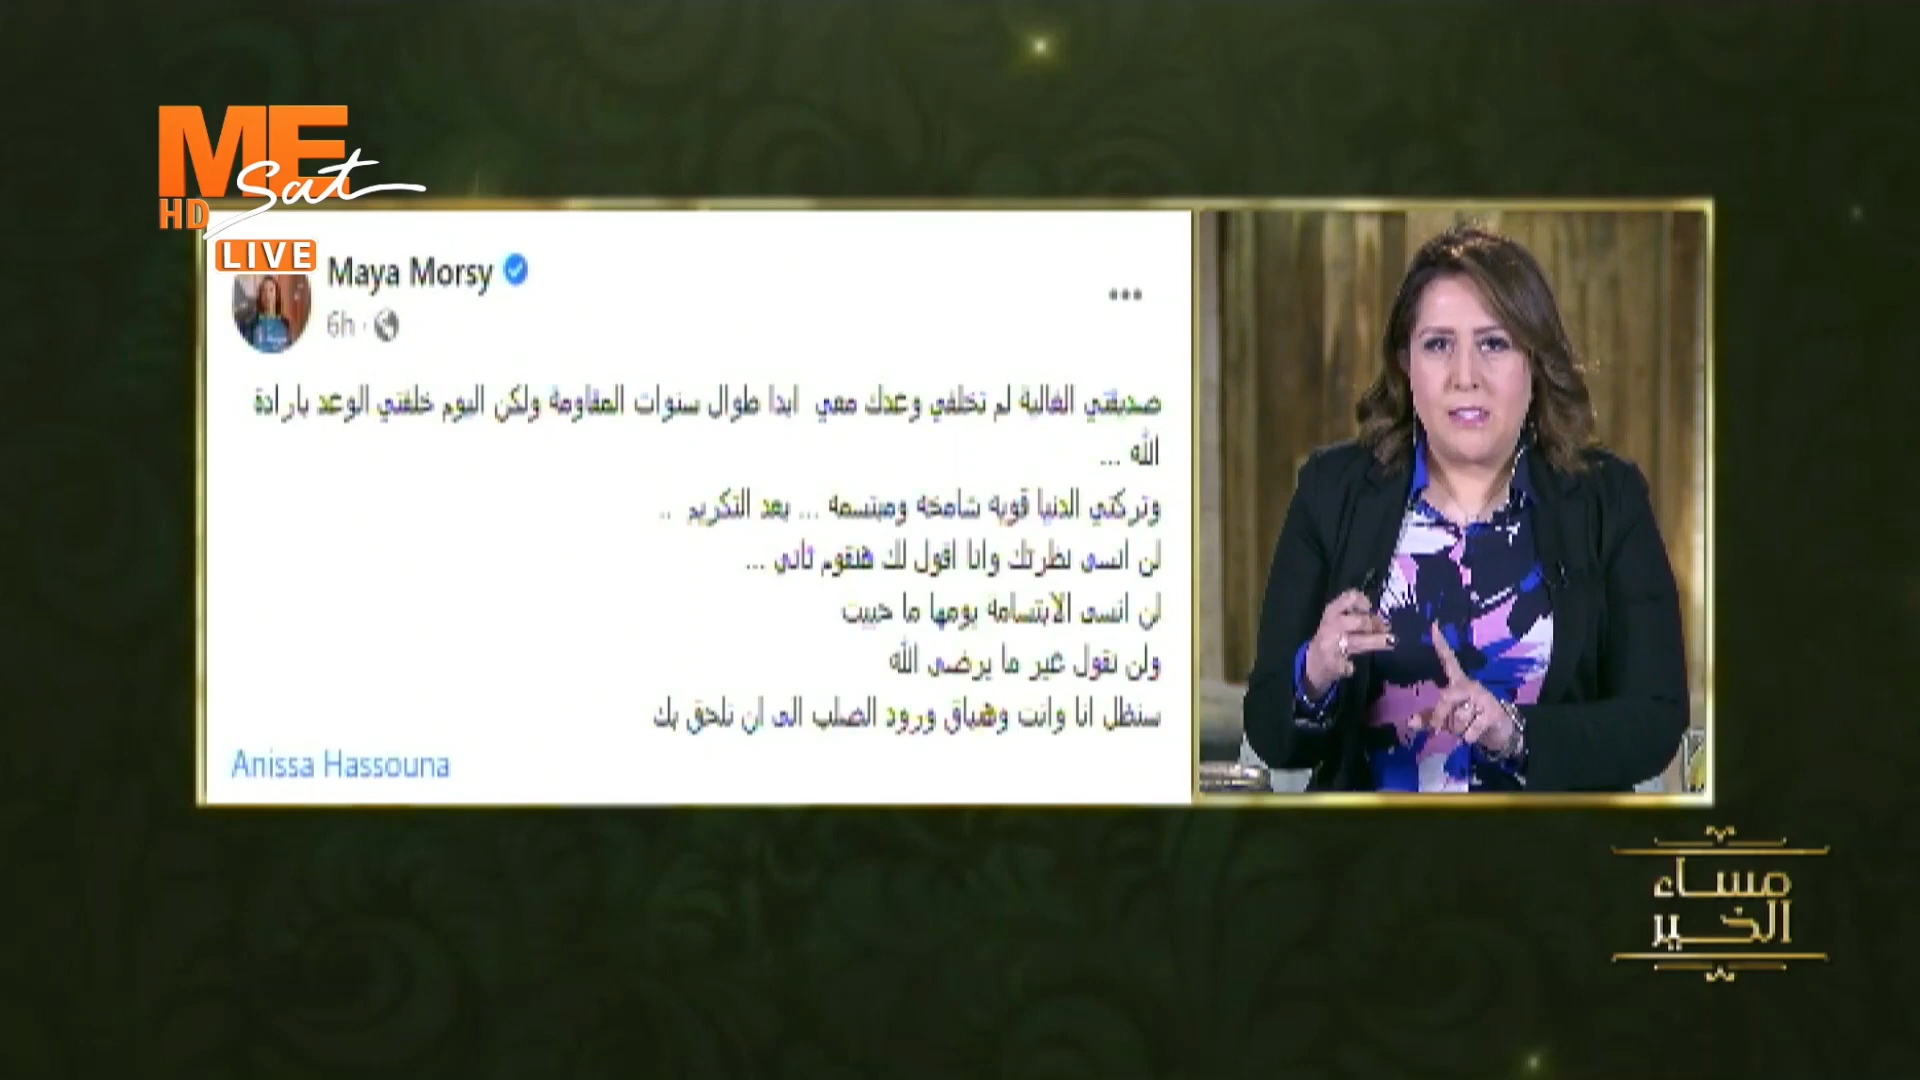 ME
Sat
HD
LIVE
Maya Morsy
6h ·
صديقتي الغالية لم تخلفي وعدك معي ابدا طوال سنوات المقاومة ولكن اليوم خلفتي الوعد بارادة
الله ...
وتركتي الدنيا قويه شامخه ومبتسمه ... بعد التكريم ..
لن انسى نظرتك وانا اقول لك هنقوم ثانى ...
لن انسى الابتسامة يومها ما حييت
ولن نقول غير ما يرضى الله
سنظل انا وانت وهباق ورود الصلب الى ان نلحق بك
Anissa Hassouna
مساء
الخير